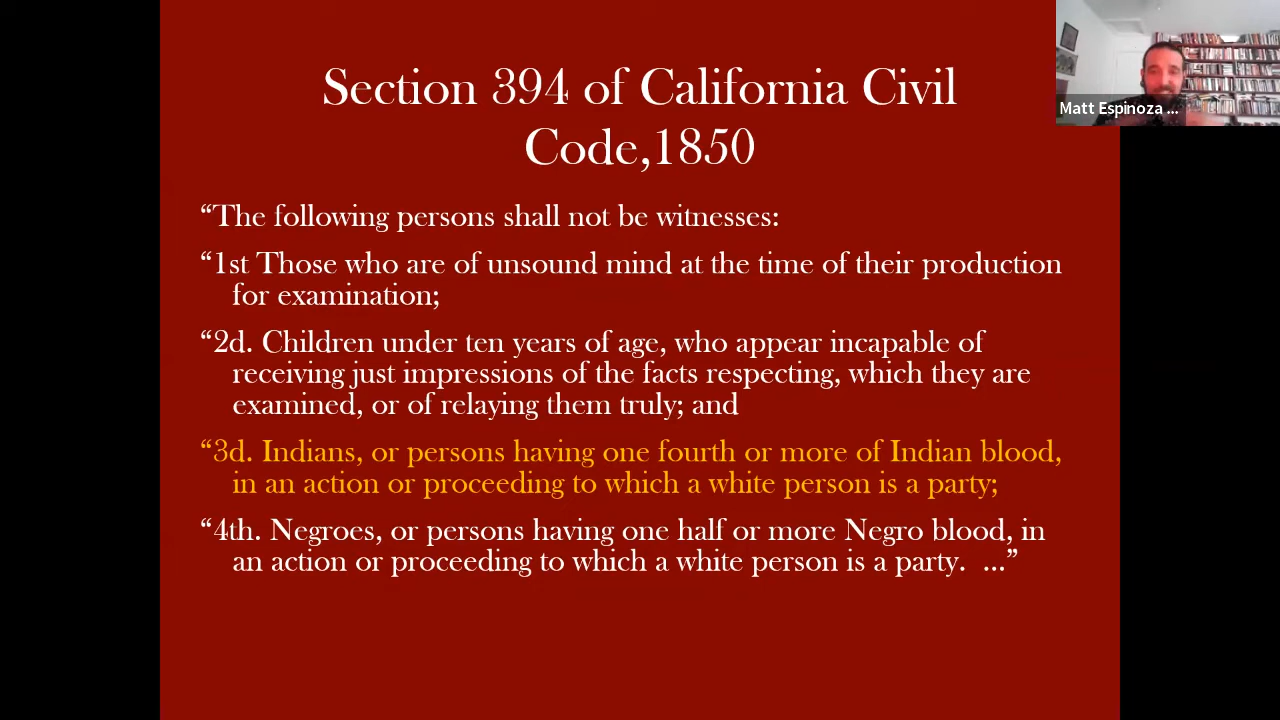 Section 394 of California Civil
Code,1850
Matt Espinoza ...
“The following persons shall not be witnesses:
“1st Those who are of unsound mind at the time of their production
for examination;
“2d. Children under ten years of age, who appear incapable of
receiving just impressions of the facts respecting, which they are
examined, or of relaying them truly; and
“3d. Indians, or persons having one fourth or more of Indian blood,
in an action or proceeding to which a white person is a party;
“4th. Negroes, or persons having one half or more Negro blood, in
an action or proceeding to which a white person is a party.  ...”